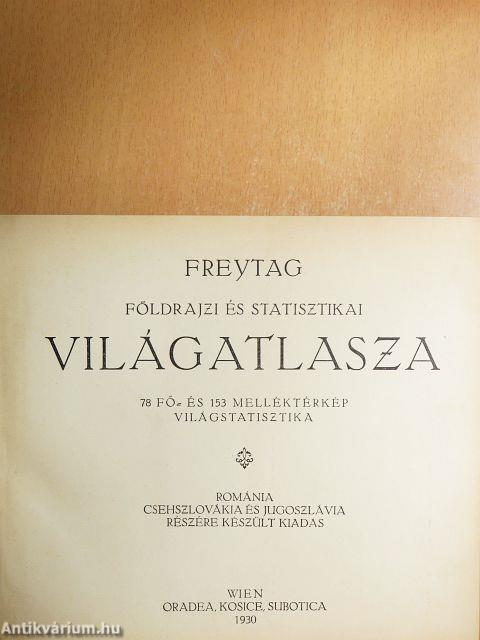 FREYTAG
FÖLDRAJZI ÉS STATISZTIKAI
VILÁGATLASZA
78 FŐ= ÉS 153 MELLÉKTÉRKÉP
VILÁGSTATISZTIKA
ROMÁNIA
CSEHSZLOVÁKIA ÉS JUGOSZLÁVIA
RÉSZÉRE KÉSZÜLT KIADÁS
WIEN
ORADEA, KOSICE, SUBOTICA
1930
Antikvárium.hu